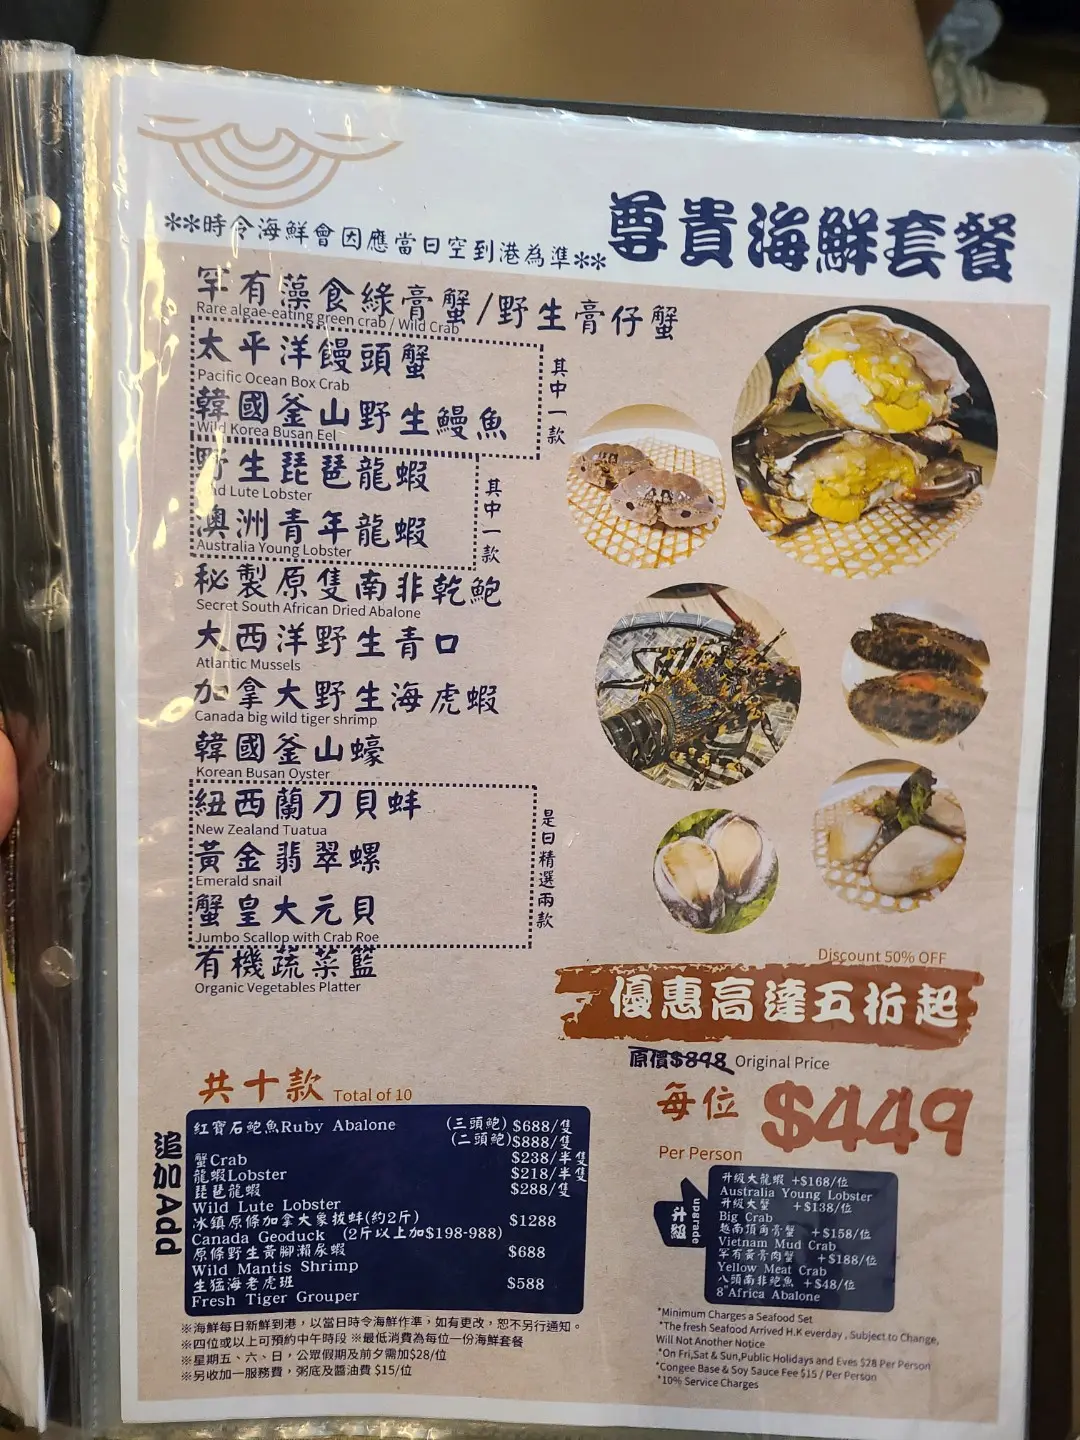 **時令海鮮會因應當日空到港為準**
尊貴海鮮套餐
罕有藻食綠膏蟹/野生膏仔蟹
Rare algae-eating green crab / Wild Crab
太平洋饅頭蟹
Pacific Ocean Box Crab
韓國釜山野生鰻魚
Wild Korea Busan Eel
其中一款
野生琵琶龍蝦
Wild Lute Lobster
澳洲青年龍蝦
Australia Young Lobster
其中一款
秘製原隻南非乾鮑
Secret South African Dried Abalone
大西洋野生青口
Atlantic Mussels
加拿大野生海虎蝦
Canada big wild tiger shrimp
韓國釜山蠔
Korean Busan Oyster
紐西蘭刀貝蚌
New Zealand Tuatua
黃金翡翠螺
Emerald snail
蟹皇大元貝
Jumbo Scallop with Crab Roe
是日精選兩款
有機蔬菜籃
Organic Vegetables Platter
Discount 50% OFF
優惠高達五折起
原價$898 Original Price
每位 $449
Per Person
共十款 Total of 10
追加Add
紅寶石鮑魚Ruby Abalone (三頭鮑) $688/隻
(二頭鮑)$888/隻
蟹Crab $238/半隻
龍蝦Lobster $218/半隻
琵琶龍蝦 $288/隻
Wild Lute Lobster
冰鎮原條加拿大象拔蚌(約2斤) $1288
Canada Geoduck (2斤以上加$198-988)
原條野生黃腳瀨尿蝦 $688
Wild Mantis Shrimp
生猛海老虎班 $588
Fresh Tiger Grouper
升級 upgrade
升級大龍蝦 +$168/位
Australia Young Lobster
升級大蟹 +$138/位
Big Crab
越南頂角膏蟹 +$158/位
Vietnam Mud Crab
罕有黃膏肉蟹 +$188/位
Yellow Meat Crab
八頭南非鮑魚 +$48/位
8"Africa Abalone
※海鮮每日新鮮到港，以當日時令海鮮作準，如有更改，恕不另行通知。
※四位或以上可預約中午時段 ※最低消費為每位一份海鮮套餐
※星期五、六、日，公眾假期及前夕需加$28/位
※另收加一服務費，粥底及醬油費 $15/位
*Minimum Charges a Seafood Set
*The fresh Seafood Arrived H.K everday , Subject to Change,
Will Not Another Notice
*On Fri,Sat & Sun,Public Holidays and Eves $28 Per Person
*Congee Base & Soy Sauce Fee $15 / Per Person
*10% Service Charges